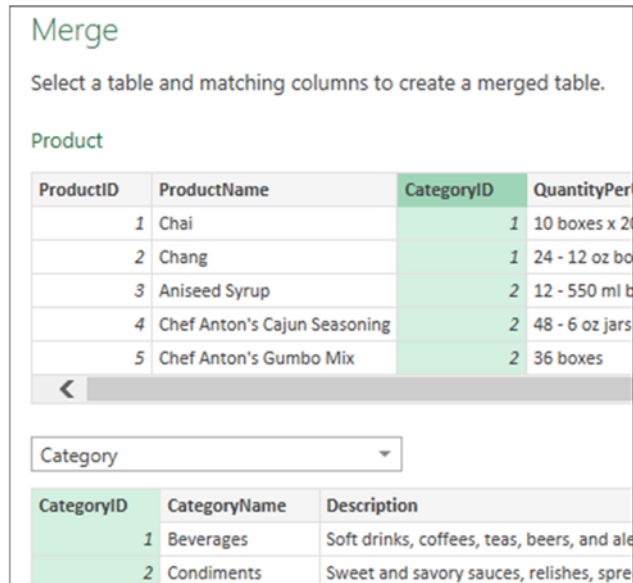 Merge
Select a table and matching columns to create a merged table.
Product
ProductID ProductName CategoryID QuantityPer
1 Chai 1 10 boxes x 20
2 Chang 1 24 - 12 oz bo
3 Aniseed Syrup 2 12 - 550 ml b
4 Chef Anton's Cajun Seasoning 2 48 - 6 oz jars
5 Chef Anton's Gumbo Mix 2 36 boxes
Category
CategoryID CategoryName Description
1 Beverages Soft drinks, coffees, teas, beers, and ale
2 Condiments Sweet and savory sauces, relishes, spre